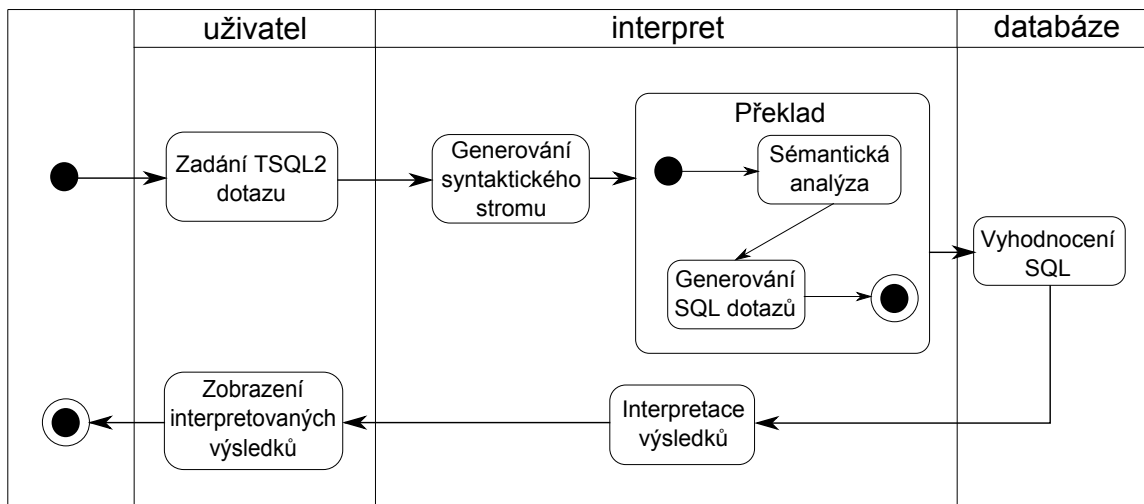 uživatel
interpret
databáze
Zadání TSQL2
dotazu
Generování
syntaktického
stromu
Překlad
Sémantická
analýza
Generování
SQL dotazů
Vyhodnocení
SQL
Interpretace
výsledků
Zobrazení
interpretovaných
výsledků